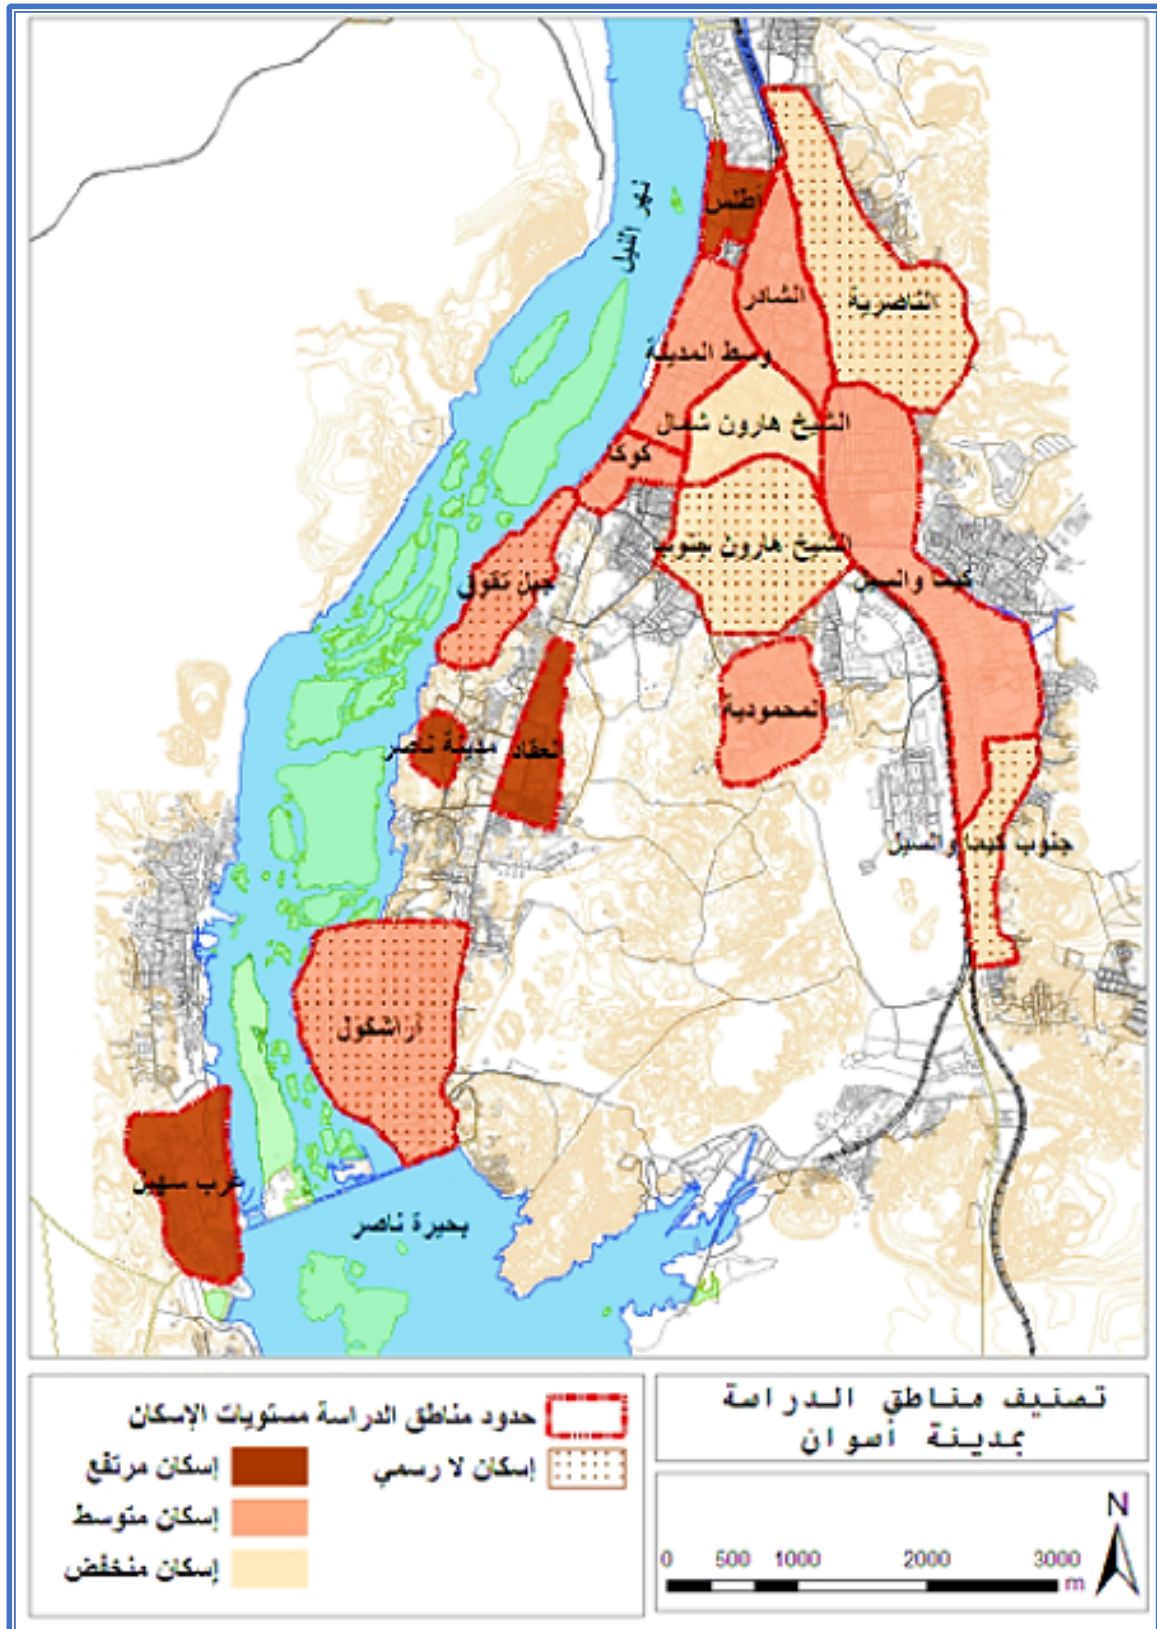 نهر النيل
أطلس
الشادر
الناصرية
وسط المدينة
الشيخ هارون شمال
كوكا
الشيخ هارون جنوب
جبل تقوق
كيما والسيل
المحمودية
مدينة ناصر
العقاد
جنوب كيما والسيل
أراشكول
غرب سهيل
بحيرة ناصر
حدود مناطق الدراسة مستويات الإسكان
إسكان لا رسمي
إسكان مرتفع
إسكان متوسط
إسكان منخفض
تصنيف مناطق الدراسة
بمدينة أسوان
N
0 500 1000 2000 3000
m